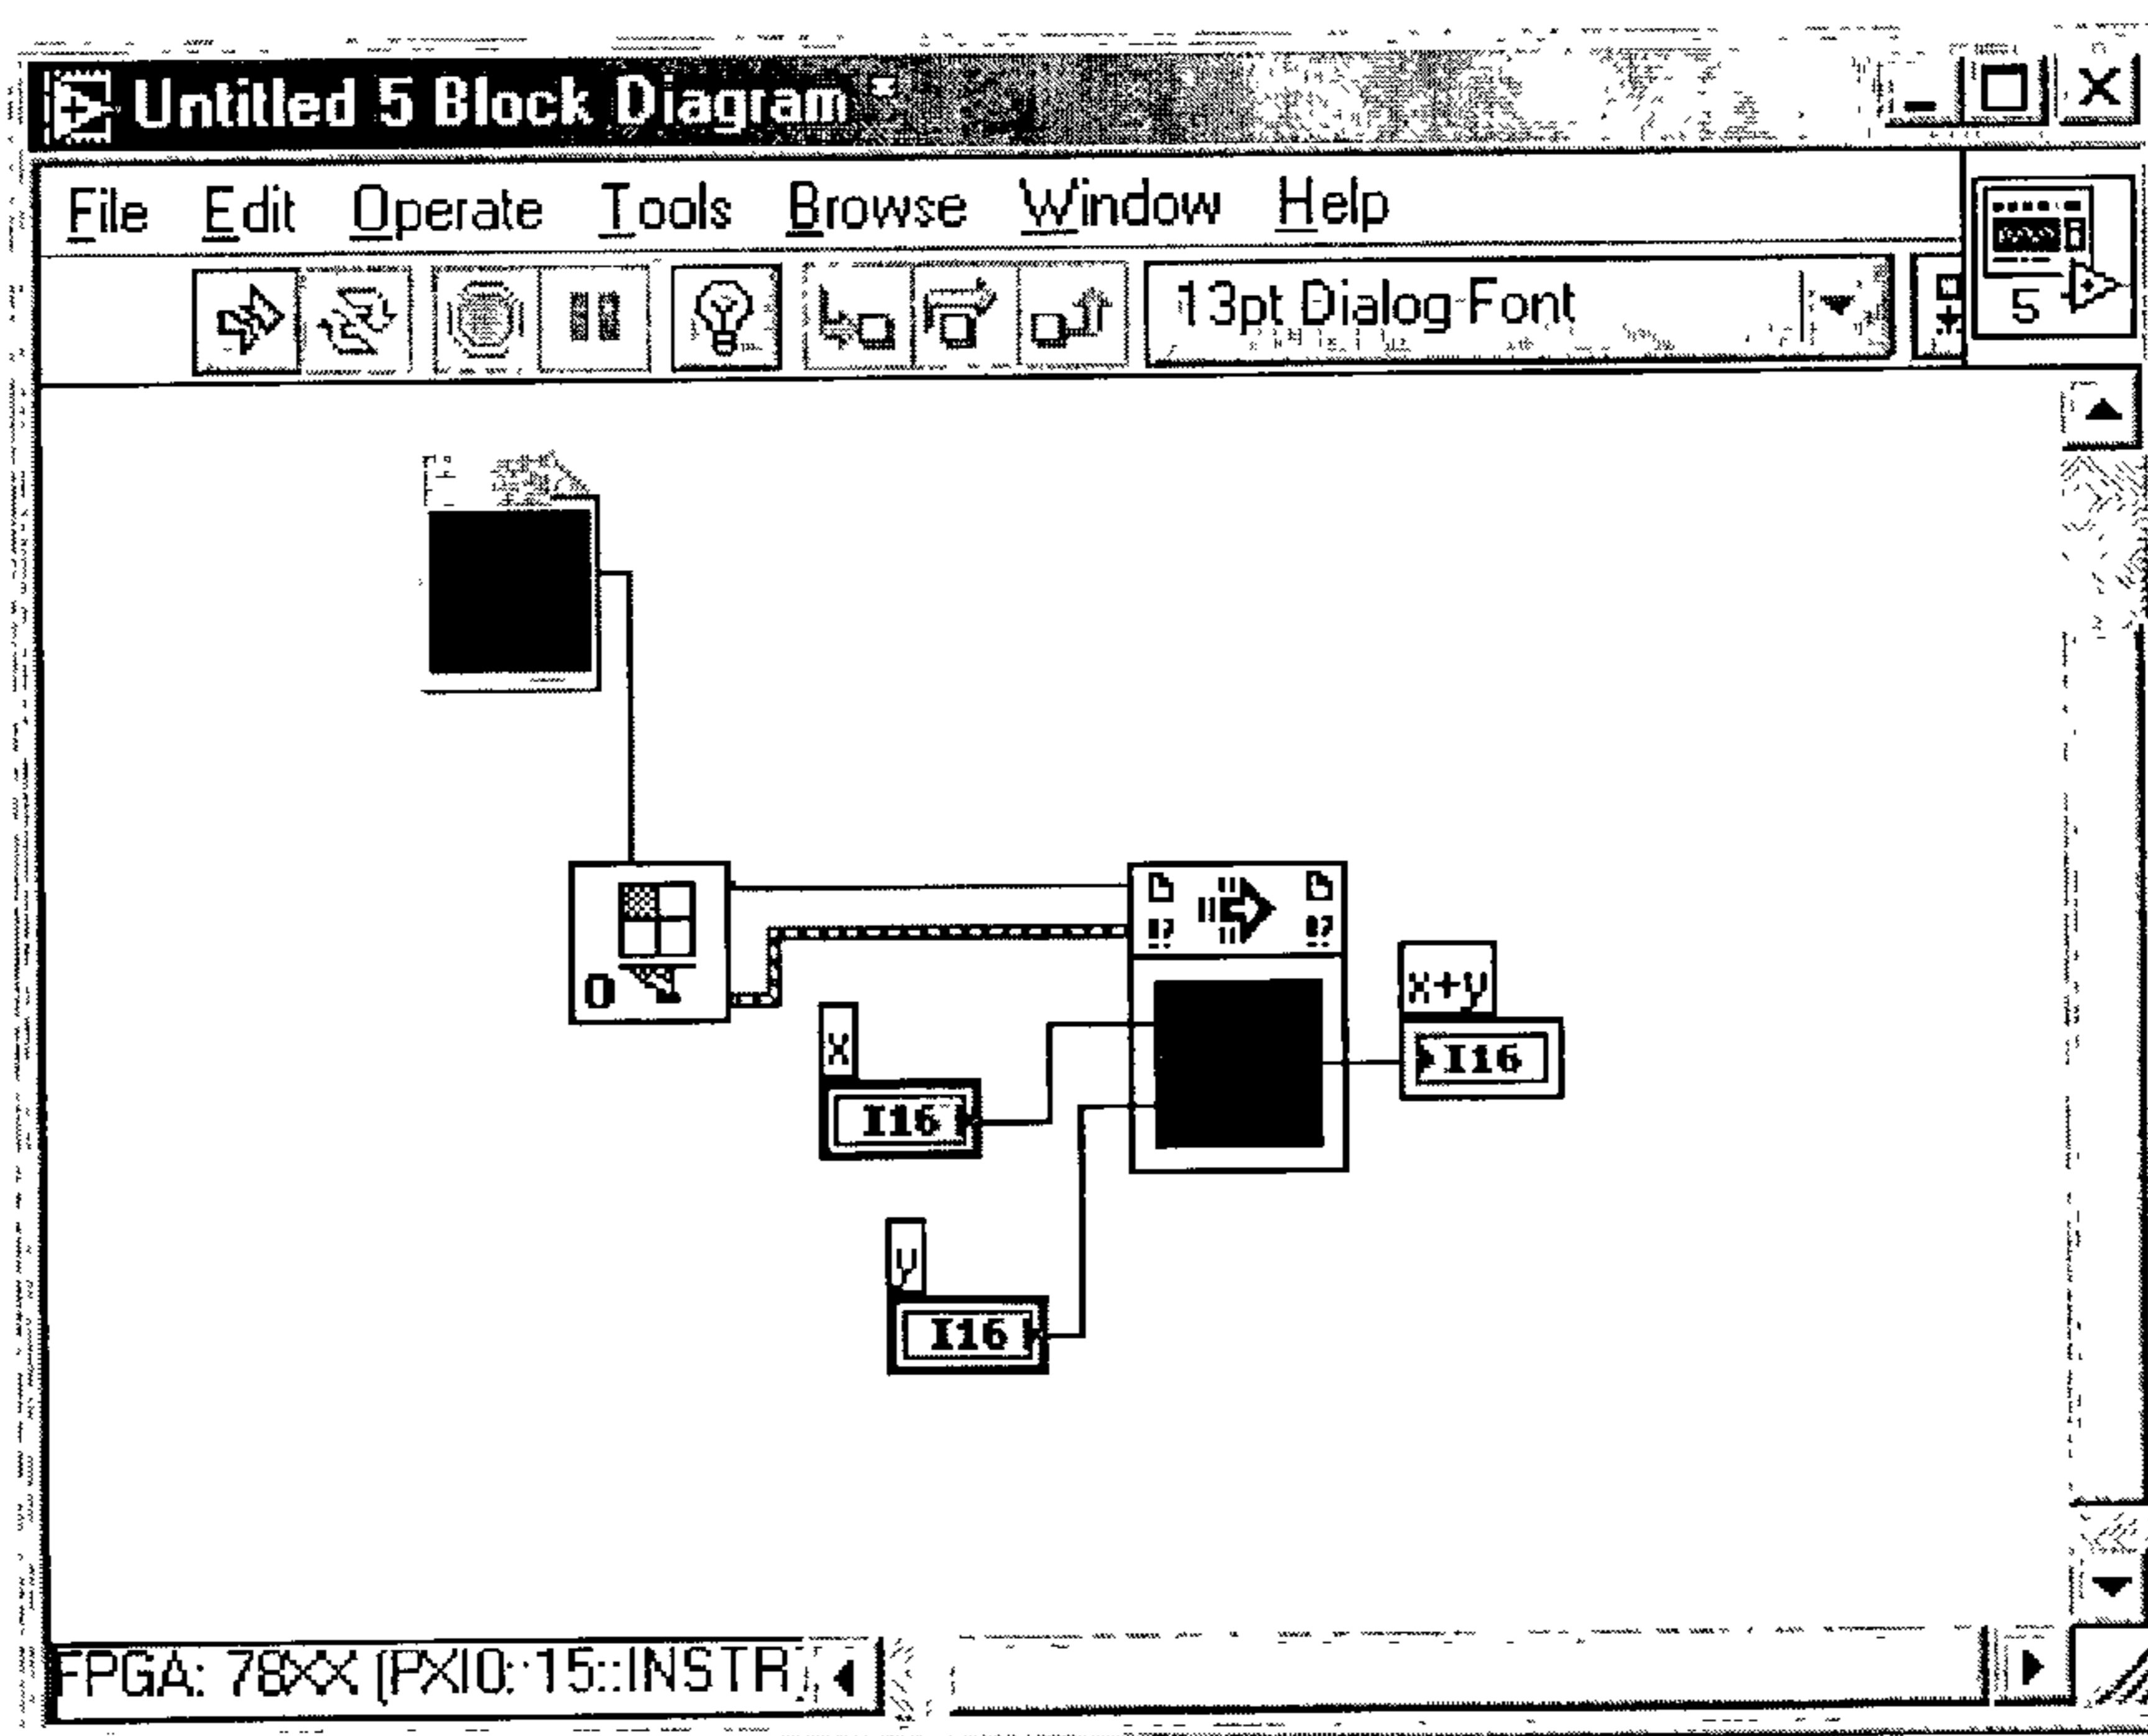 Untitled 5 Block Diagram *
File Edit Operate Tools Browse Window Help
13pt Dialog Font
5
0
x+y
I16
x
I16
y
I16
FPGA: 78XX (PXI0::15::INSTR)